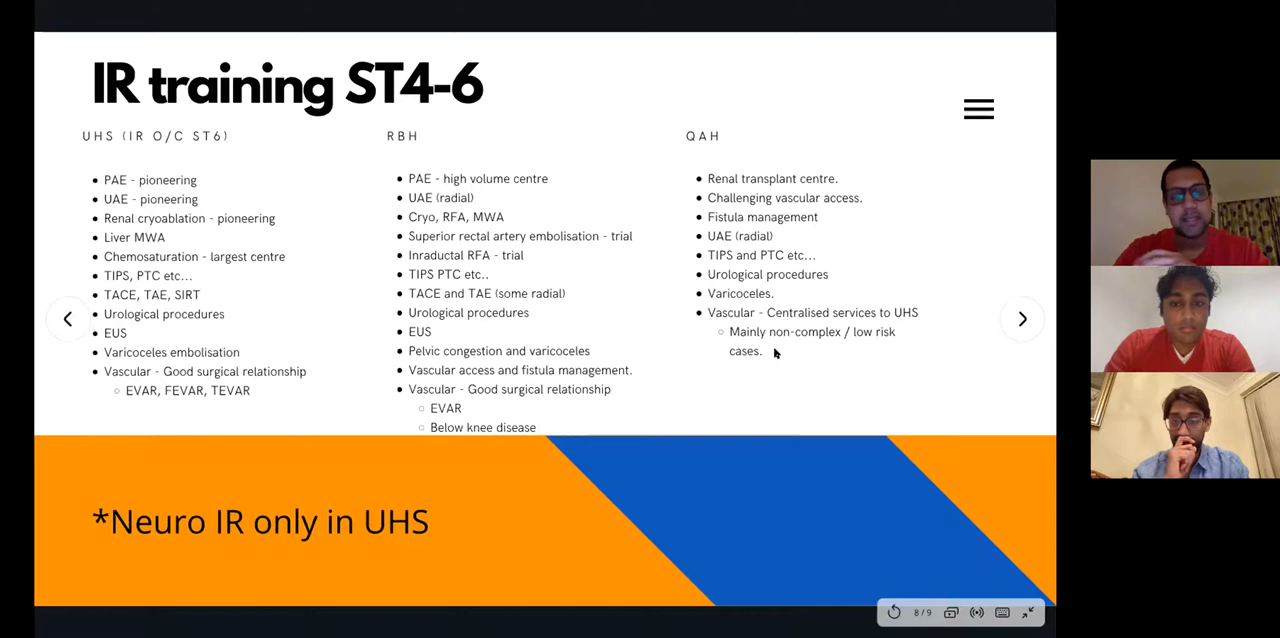 IR training ST4-6
UHS (IR O/C ST6)
PAE - pioneering
UAE - pioneering
Renal cryoablation - pioneering
Liver MWA
Chemosaturation - largest centre
TIPS, PTC etc...
TACE, TAE, SIRT
Urological procedures
EUS
Varicoceles embolisation
Vascular - Good surgical relationship
EVAR, FEVAR, TEVAR
RBH
PAE - high volume centre
UAE (radial)
Cryo, RFA, MWA
Superior rectal artery embolisation - trial
Inraductal RFA - trial
TIPS PTC etc..
TACE and TAE (some radial)
Urological procedures
EUS
Pelvic congestion and varicoceles
Vascular access and fistula management.
Vascular - Good surgical relationship
EVAR
Below knee disease
QAH
Renal transplant centre.
Challenging vascular access.
Fistula management
UAE (radial)
TIPS and PTC etc...
Urological procedures
Varicoceles.
Vascular - Centralised services to UHS
Mainly non-complex / low risk
cases.
*Neuro IR only in UHS
8/9